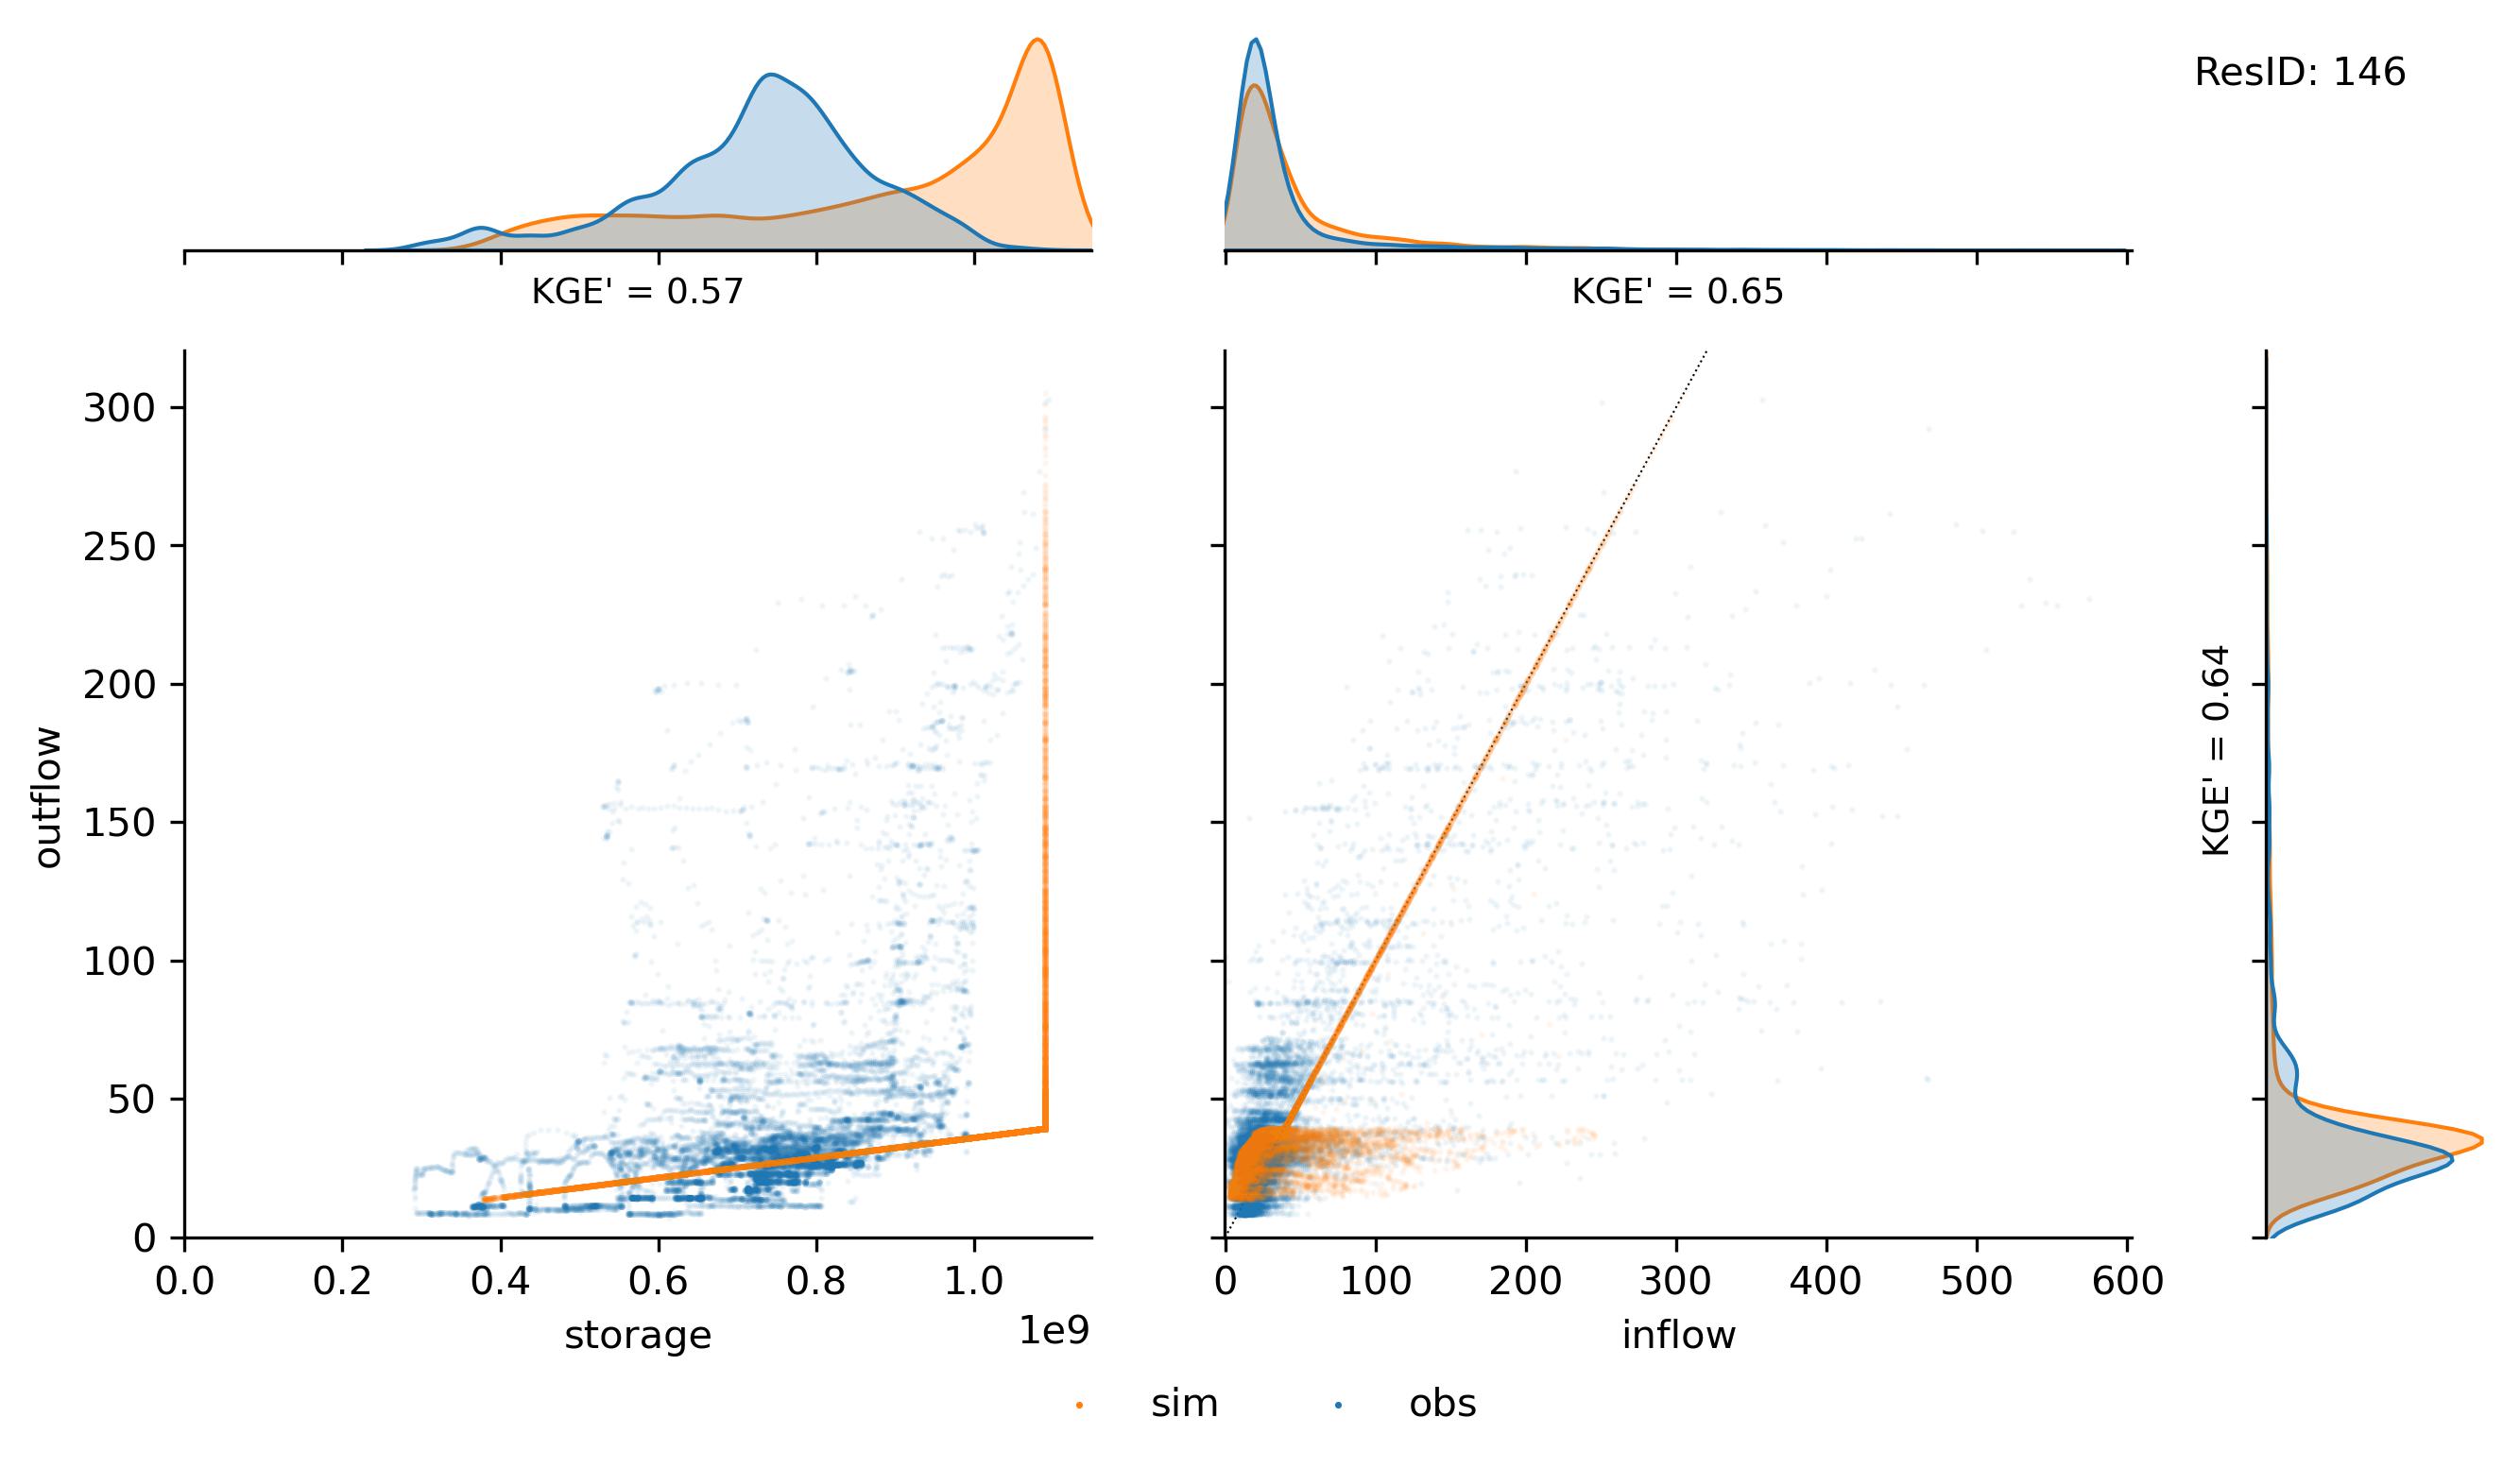 ResID: 146
KGE' = 0.57
KGE' = 0.65
300
250
200
150
100
50
0
outflow
KGE' = 0.64
0.0 0.2 0.4 0.6 0.8 1.0
0 100 200 300 400 500 600
1e9
storage
inflow
sim obs